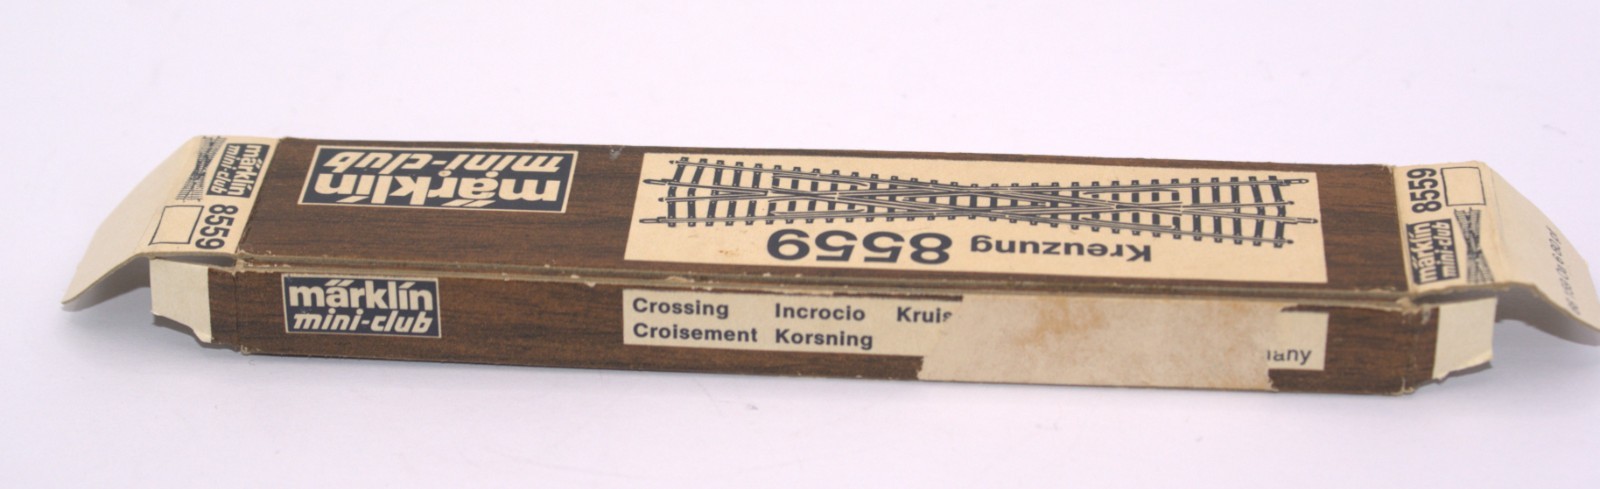 märklin
mini-club
Kreuzung 8559
märklin
mini-club
8559
märklin
mini-club
8559
märklin
mini-club
Crossing Incrocio
Croisement Korsning